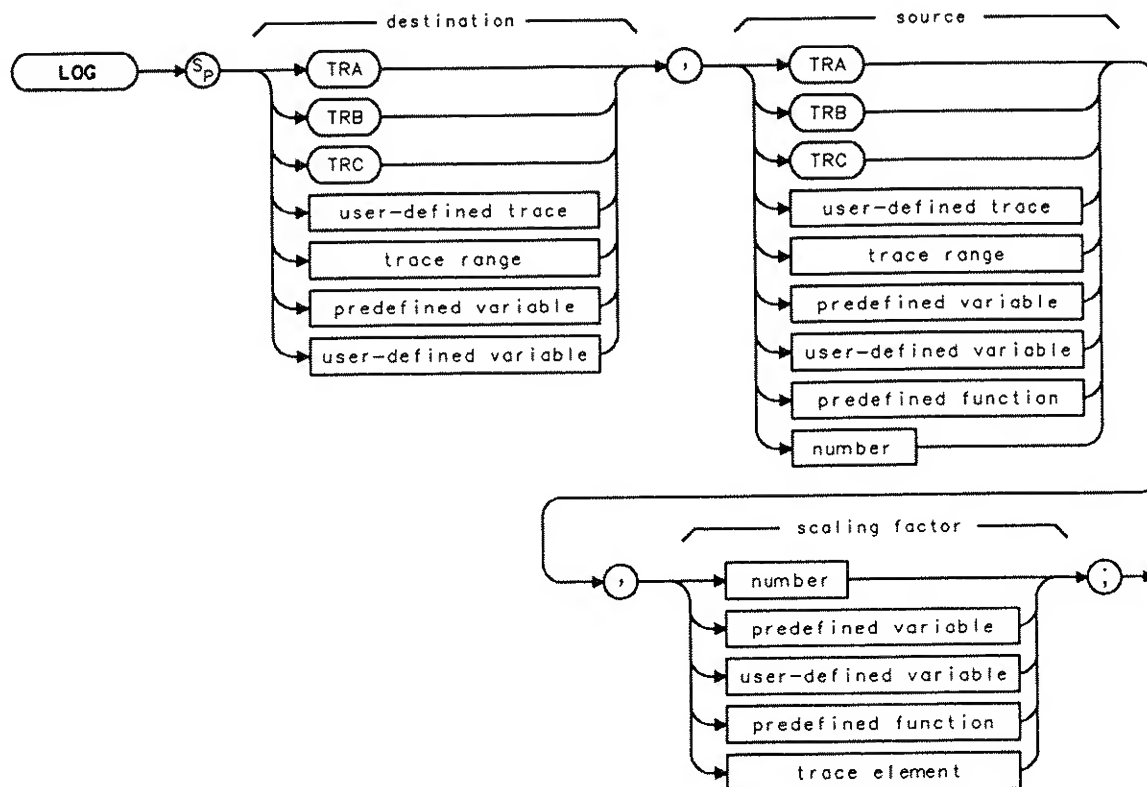 destination
source
LOG
Sp
TRA
TRB
TRC
user-defined trace
trace range
predefined variable
user-defined variable
,
TRA
TRB
TRC
user-defined trace
trace range
predefined variable
user-defined variable
predefined function
number
scaling factor
,
number
predefined variable
user-defined variable
predefined function
trace element
;